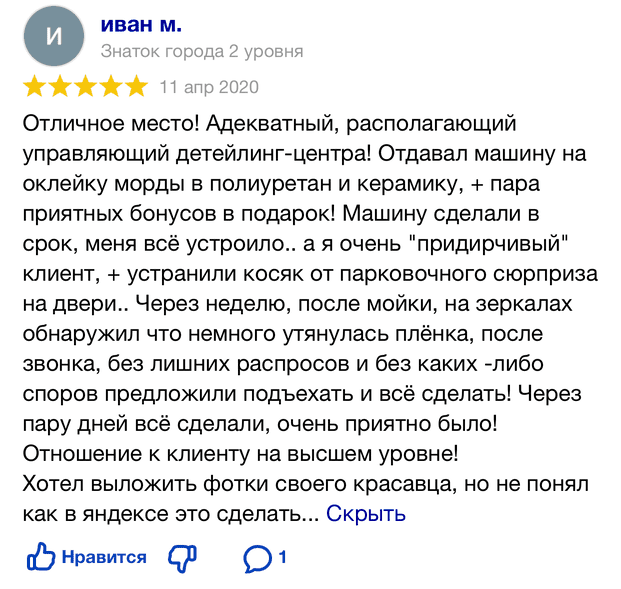 И
иван м.
Знаток города 2 уровня
11 апр 2020
Отличное место! Адекватный, располагающий
управляющий детейлинг-центра! Отдавал машину на
оклейку морды в полиуретан и керамику, + пара
приятных бонусов в подарок! Машину сделали в
срок, меня всё устроило.. а я очень "придирчивый"
клиент, + устранили косяк от парковочного сюрприза
на двери.. Через неделю, после мойки, на зеркалах
обнаружил что немного утянулась плёнка, после
звонка, без лишних распросов и без каких -либо
споров предложили подъехать и всё сделать! Через
пару дней всё сделали, очень приятно было!
Отношение к клиенту на высшем уровне!
Хотел выложить фотки своего красавца, но не понял
как в яндексе это сделать... Скрыть
Нравится 1